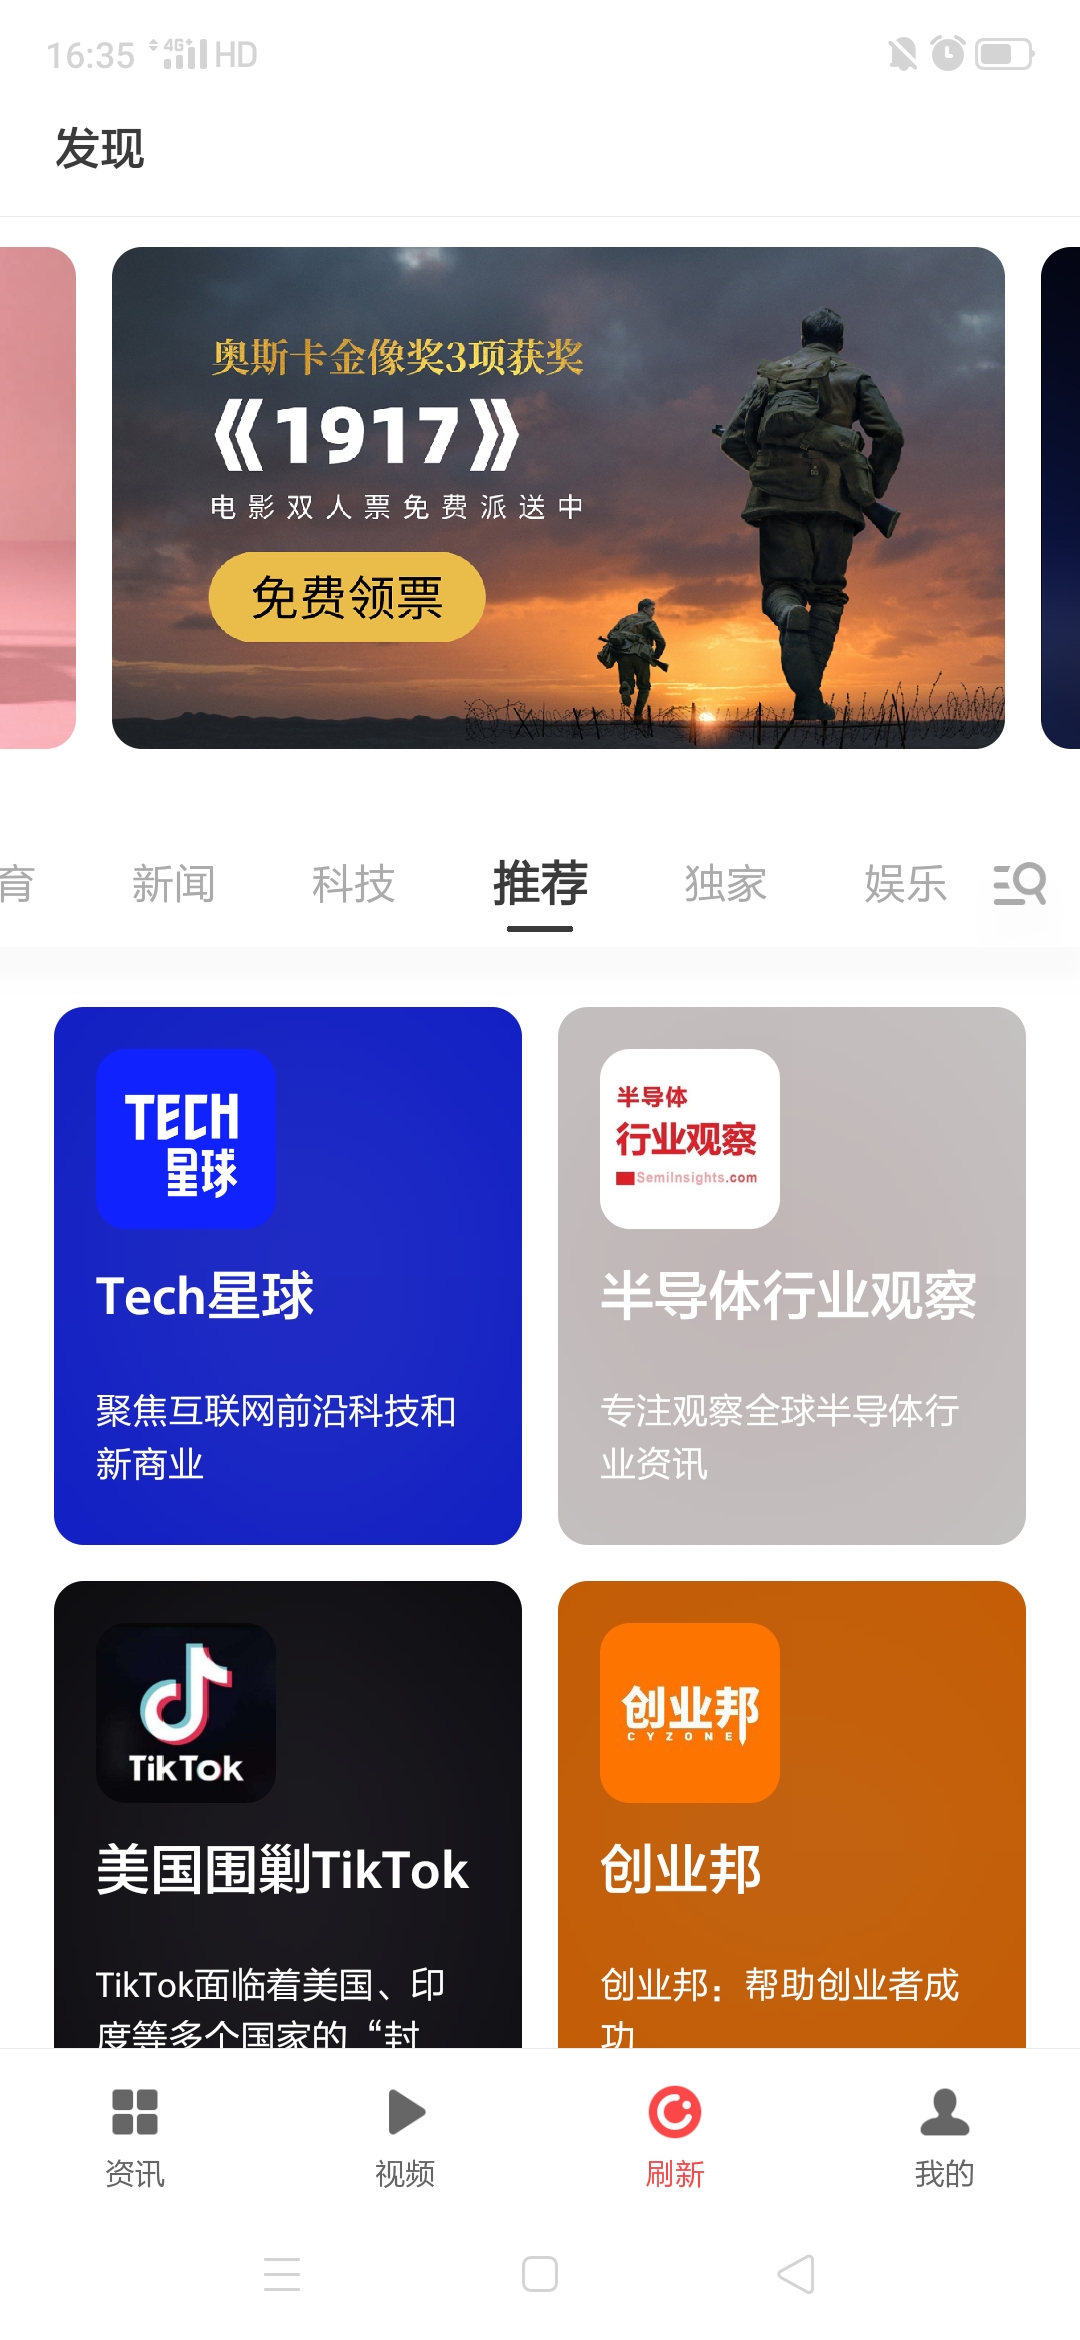 16:35 4G+ HD
发现
奥斯卡金像奖3项获奖
《1917》
电影双人票免费派送中
免费领票
育 新闻 科技 推荐 独家 娱乐
TECH
星球
Tech星球
聚焦互联网前沿科技和
新商业
半导体
行业观察
SemiInsights.com
半导体行业观察
专注观察全球半导体行
业资讯
TikTok
美国围剿TikTok
TikTok面临着美国、印
度等多个国家的“封
创业邦
CYZONE
创业邦
创业邦：帮助创业者成
功
资讯 视频 刷新 我的